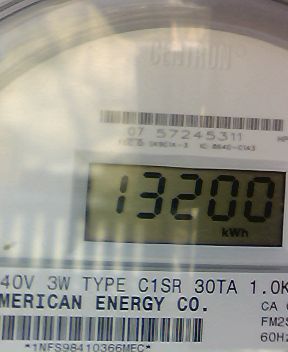 CENTRON®
07 57245311
13200
kWh
40V 3W TYPE C1SR 30TA 1.0K
MERICAN ENERGY CO.
CA
FM2S
60Hz
*1NFS98410366MEC*